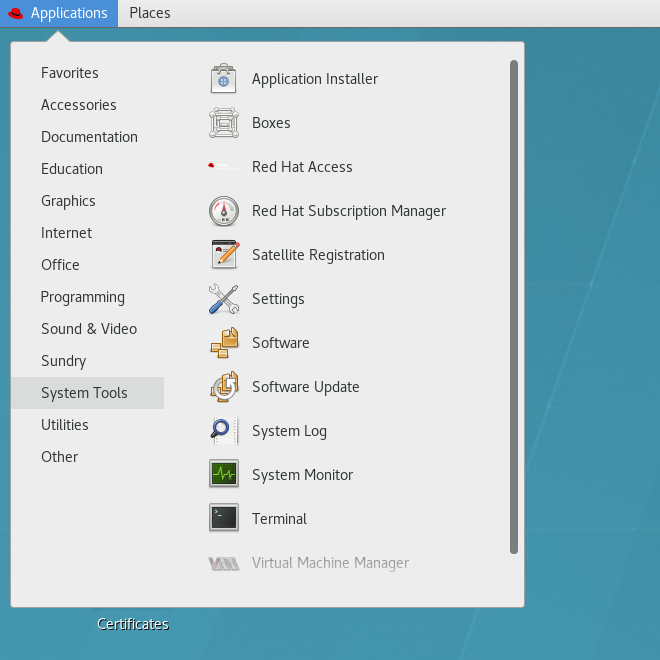 Applications Places
Favorites
Accessories
Documentation
Education
Graphics
Internet
Office
Programming
Sound & Video
Sundry
System Tools
Utilities
Other
Application Installer
Boxes
Red Hat Access
Red Hat Subscription Manager
Satellite Registration
Settings
Software
Software Update
System Log
System Monitor
Terminal
Virtual Machine Manager
Certificates